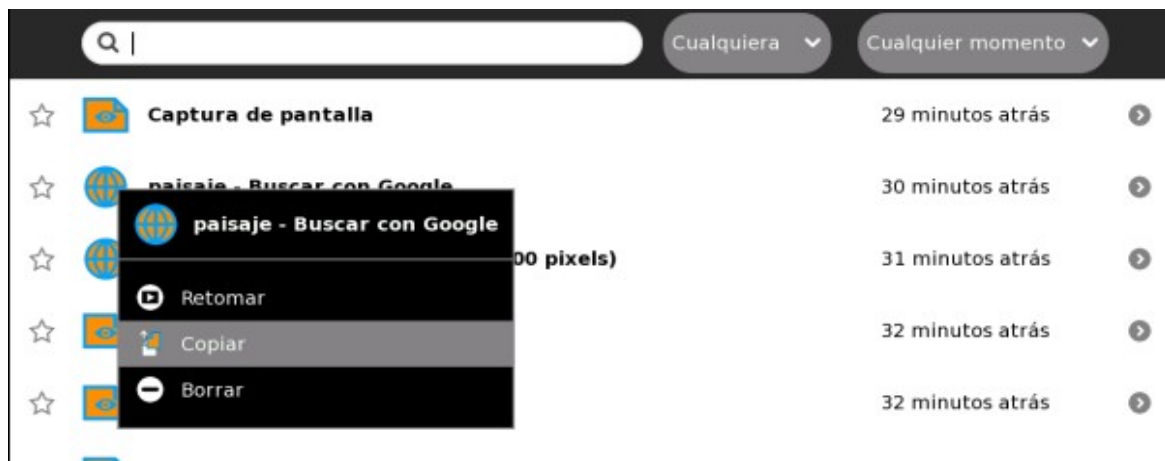 Cualquiera
Cualquier momento
Captura de pantalla
29 minutos atrás
paisaje - Buscar con Google
30 minutos atrás
paisaje - Buscar con Google
00 pixels)
31 minutos atrás
Retomar
32 minutos atrás
Copiar
Borrar
32 minutos atrás